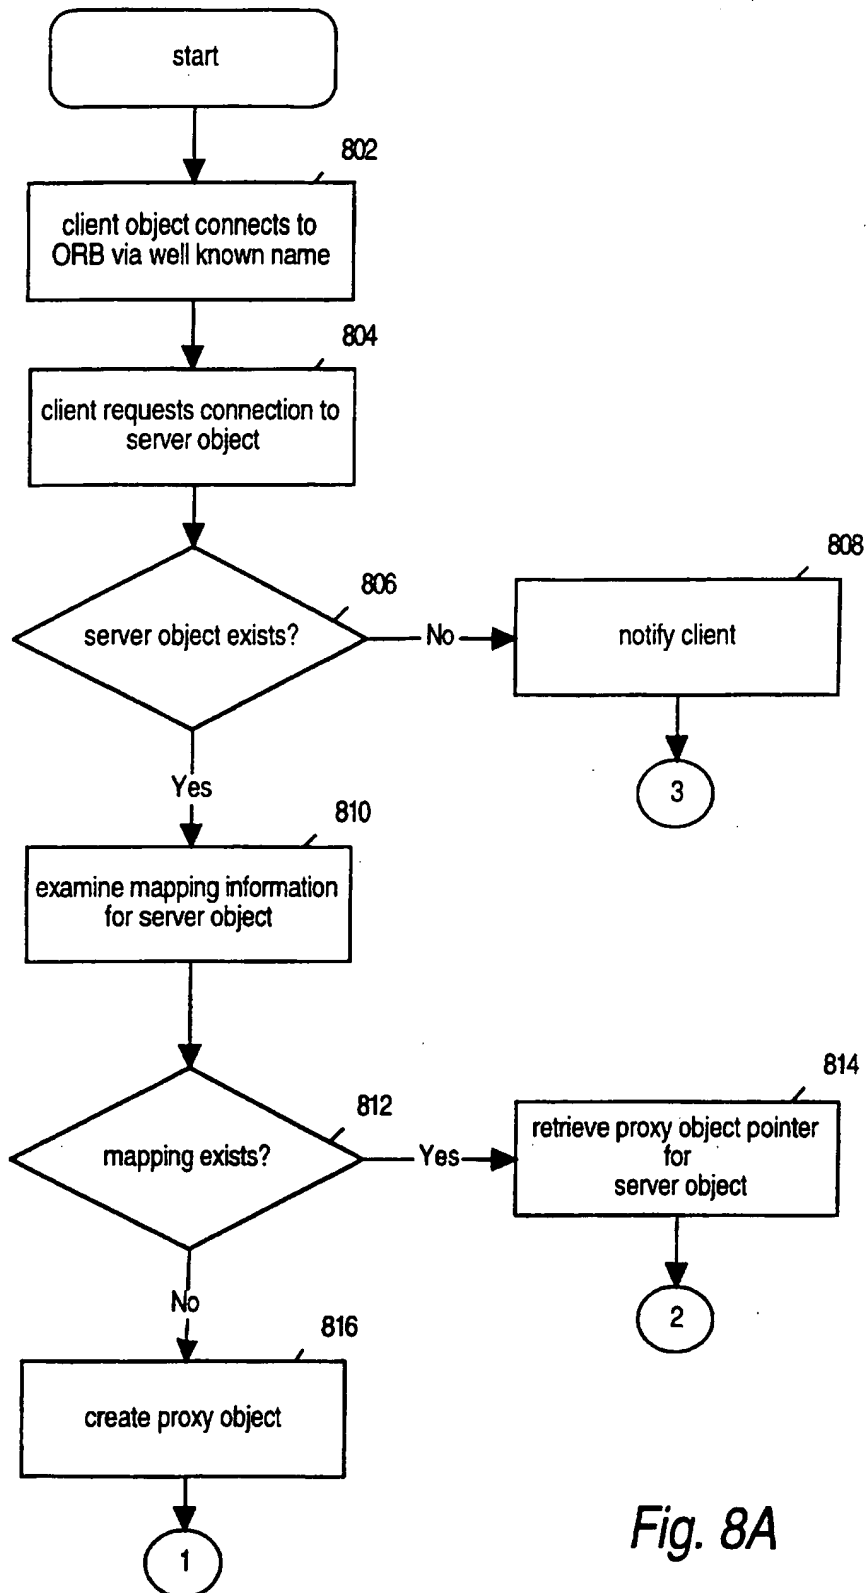 start
802
client object connects to
ORB via well known name
804
client requests connection to
server object
806
server object exists?
No
808
notify client
3
Yes
810
examine mapping information
for server object
812
mapping exists?
Yes
814
retrieve proxy object pointer
for
server object
2
No
816
create proxy object
1
Fig. 8A